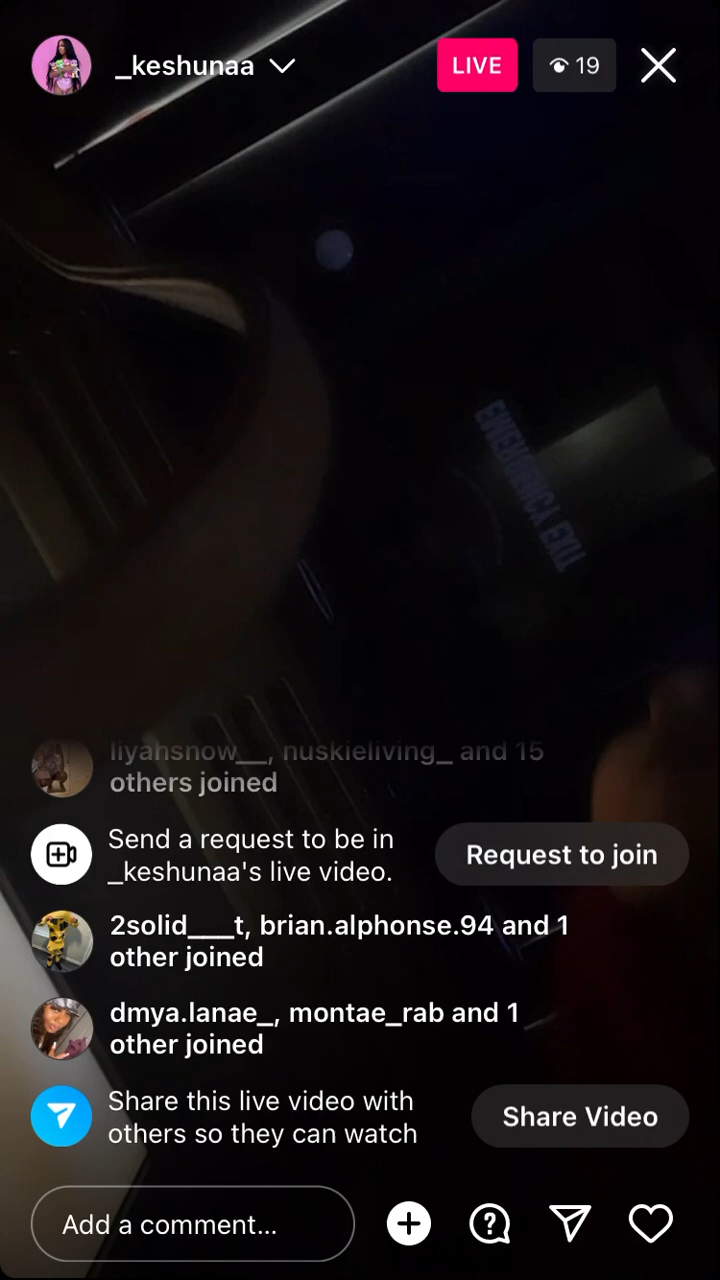 _keshunaa
LIVE
19
EMERGENCY EXIT
liyahsnow__, nuskieliving_ and 15
others joined
Send a request to be in
_keshunaa's live video.
Request to join
2solid___t, brian.alphonse.94 and 1
other joined
dmya.lanae_, montae_rab and 1
other joined
Share this live video with
others so they can watch
Share Video
Add a comment...